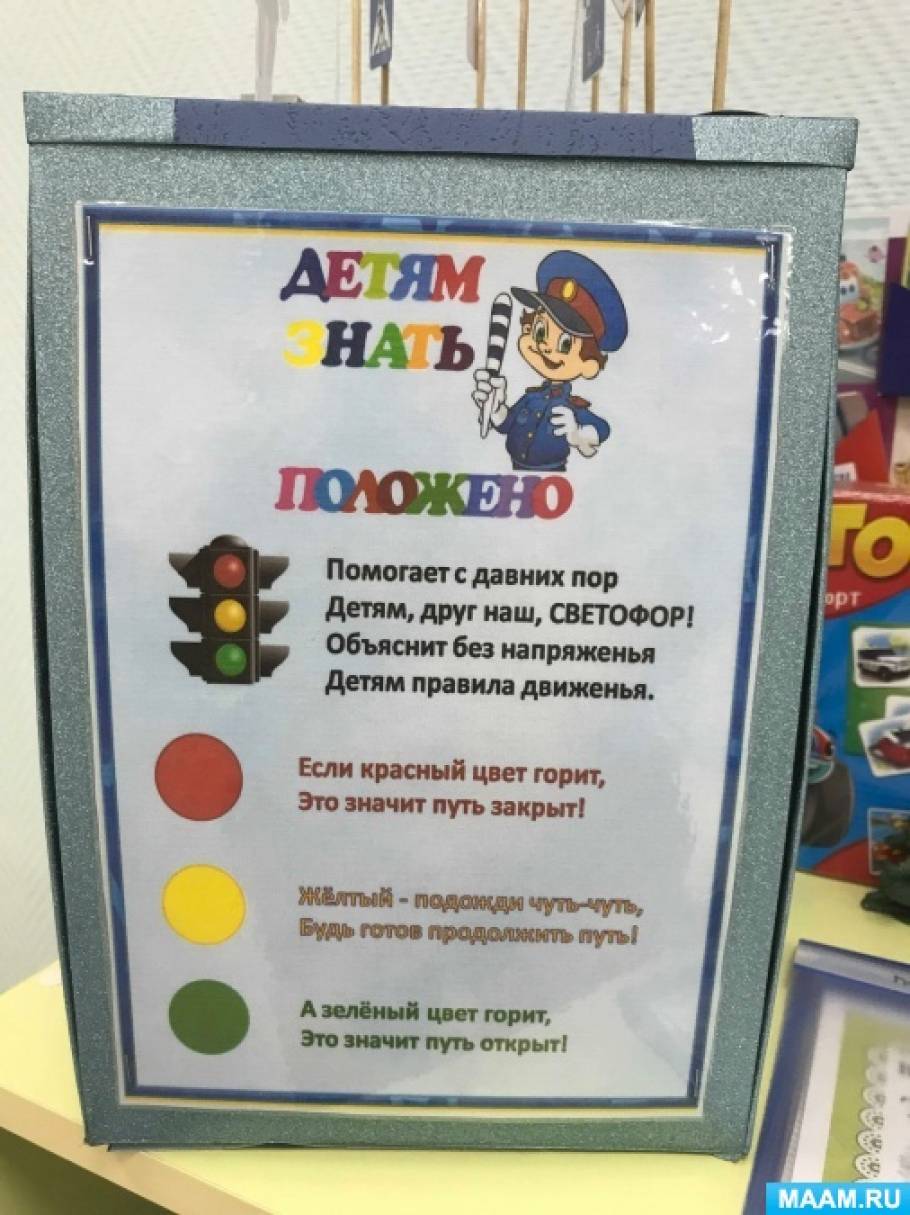 ДЕТЯМ
ЗНАТЬ
ПОЛОЖЕНО
Помогает с давних пор
Детям, друг наш, СВЕТОФОР!
Объяснит без напряженья
Детям правила движенья.
Если красный цвет горит,
Это значит путь закрыт!
Жёлтый - подожди чуть-чуть,
Будь готов продолжить путь!
А зелёный цвет горит,
Это значит путь открыт!
ТО
орт
MAAM.RU